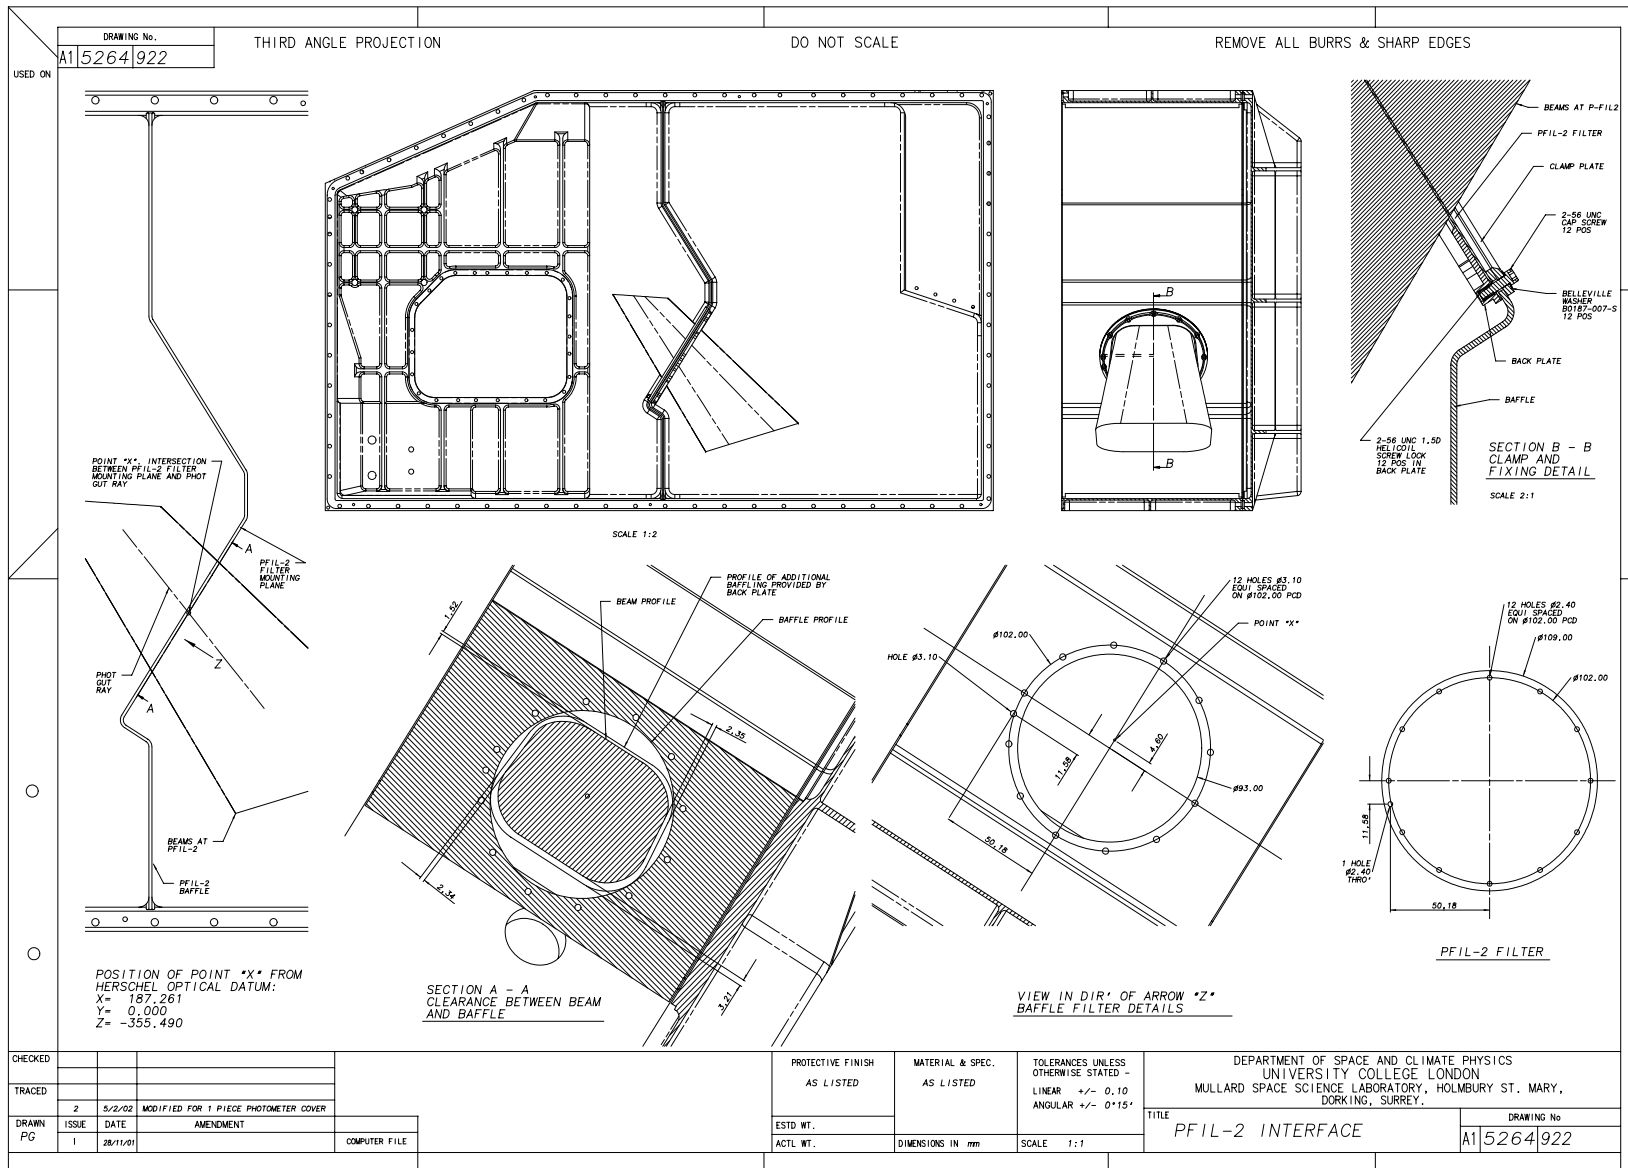 DRAWING No.
A1 5264 922
THIRD ANGLE PROJECTION
DO NOT SCALE
REMOVE ALL BURRS & SHARP EDGES
USED ON
POINT "X". INTERSECTION
BETWEEN PFIL-2 FILTER
MOUNTING PLANE AND PHOT
GUT RAY
A
PFIL-2
FILTER
MOUNTING
PLANE
Z
PHOT
GUT
RAY
A
BEAMS AT
PFIL-2
PFIL-2
BAFFLE
POSITION OF POINT "X" FROM
HERSCHEL OPTICAL DATUM:
X= 187.261
Y= 0.000
Z= -355.490
SCALE 1:2
B
B
BEAMS AT P-FIL2
PFIL-2 FILTER
CLAMP PLATE
2-56 UNC
CAP SCREW
12 POS
BELLEVILLE
WASHER
B0187-007-S
12 POS
BACK PLATE
BAFFLE
2-56 UNC 1.5D
HELICOIL
SCREW LOCK
12 POS IN
BACK PLATE
SECTION B - B
CLAMP AND
FIXING DETAIL
SCALE 2:1
PROFILE OF ADDITIONAL
BAFFLING PROVIDED BY
BACK PLATE
BEAM PROFILE
BAFFLE PROFILE
1.52
2.35
2.34
3.21
SECTION A - A
CLEARANCE BETWEEN BEAM
AND BAFFLE
12 HOLES Ø3.10
EQUI SPACED
ON Ø102.00 PCD
POINT "X"
Ø102.00
HOLE Ø3.10
4.60
11.58
Ø93.00
50.18
VIEW IN DIR' OF ARROW "Z"
BAFFLE FILTER DETAILS
12 HOLES Ø2.40
EQUI SPACED
ON Ø102.00 PCD
Ø109.00
Ø102.00
11.58
1 HOLE
Ø2.40
THRO'
50.18
PFIL-2 FILTER
CHECKED
TRACED
DRAWN
PG
2 5/2/02 MODIFIED FOR 1 PIECE PHOTOMETER COVER
ISSUE DATE AMENDMENT
1 28/11/01
COMPUTER FILE
PROTECTIVE FINISH
AS LISTED
ESTD WT.
ACTL WT.
MATERIAL & SPEC.
AS LISTED
DIMENSIONS IN mm
TOLERANCES UNLESS
OTHERWISE STATED -
LINEAR +/- 0.10
ANGULAR +/- 0°15'
SCALE 1:1
DEPARTMENT OF SPACE AND CLIMATE PHYSICS
UNIVERSITY COLLEGE LONDON
MULLARD SPACE SCIENCE LABORATORY, HOLMBURY ST. MARY,
DORKING, SURREY.
TITLE
PFIL-2 INTERFACE
DRAWING No
A1 5264 922